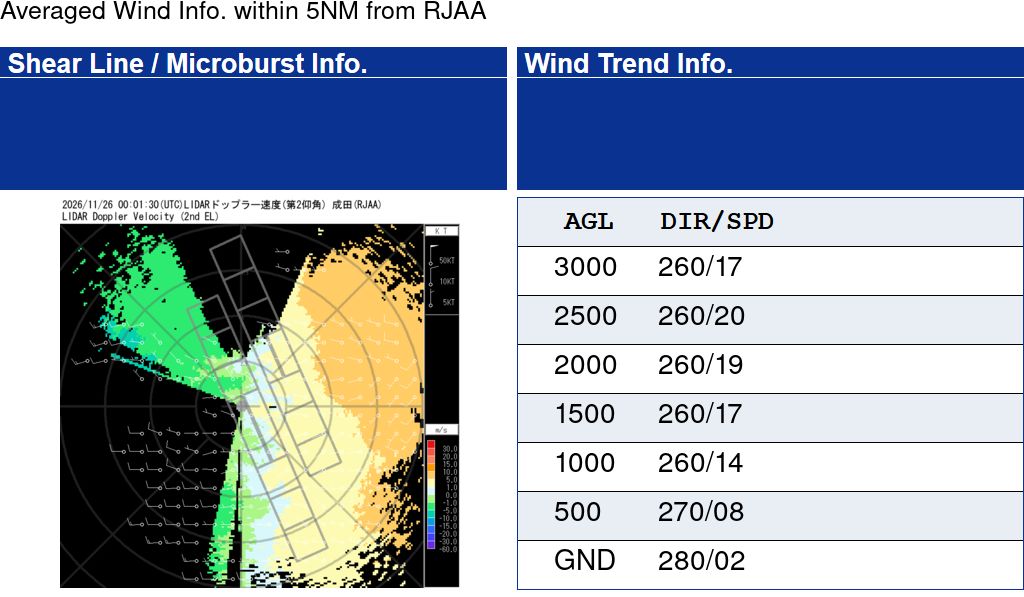 Averaged Wind Info. within 5NM from RJAA
Shear Line / Microburst Info.
Wind Trend Info.
2026/11/26 00:01:30(UTC)LIDARドップラー速度(第2仰角) 成田(RJAA)
LIDAR Doppler Velocity (2nd EL)
K T
50KT
10KT
5KT
m/s
30.0
20.0
15.0
10.0
5.0
1.0
0.0
-1.0
-5.0
-10.0
-15.0
-20.0
-30.0
-60.0
AGL DIR/SPD
3000 260/17
2500 260/20
2000 260/19
1500 260/17
1000 260/14
500 270/08
GND 280/02